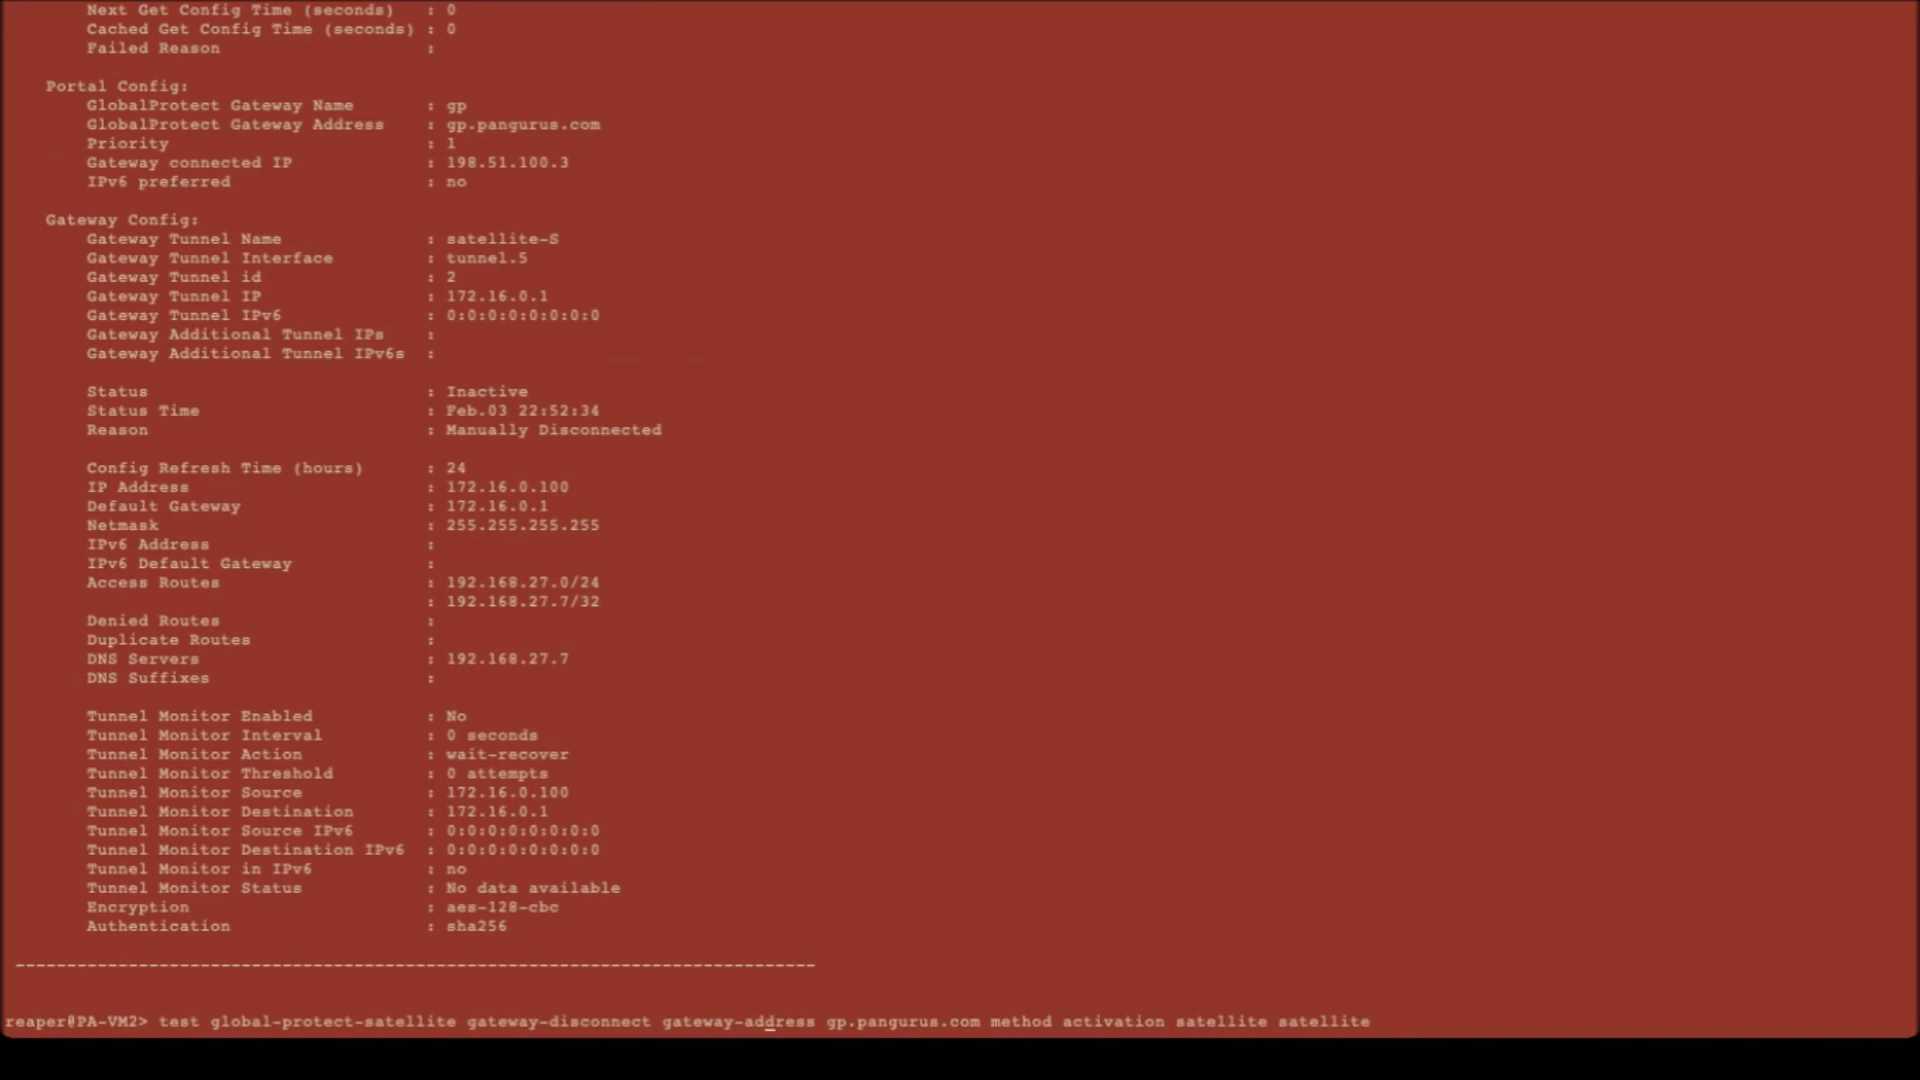 Next Get Config Time (seconds) : 0
Cached Get Config Time (seconds) : 0
Failed Reason :
Portal Config:
GlobalProtect Gateway Name : gp
GlobalProtect Gateway Address : gp.pangurus.com
Priority : 1
Gateway connected IP : 198.51.100.3
IPv6 preferred : no
Gateway Config:
Gateway Tunnel Name : satellite-S
Gateway Tunnel Interface : tunnel.5
Gateway Tunnel id : 2
Gateway Tunnel IP : 172.16.0.1
Gateway Tunnel IPv6 : 0:0:0:0:0:0:0:0
Gateway Additional Tunnel IPs :
Gateway Additional Tunnel IPv6s :
Status : Inactive
Status Time : Feb.03 22:52:34
Reason : Manually Disconnected
Config Refresh Time (hours) : 24
IP Address : 172.16.0.100
Default Gateway : 172.16.0.1
Netmask : 255.255.255.255
IPv6 Address :
IPv6 Default Gateway :
Access Routes : 192.168.27.0/24
: 192.168.27.7/32
Denied Routes :
Duplicate Routes :
DNS Servers : 192.168.27.7
DNS Suffixes :
Tunnel Monitor Enabled : No
Tunnel Monitor Interval : 0 seconds
Tunnel Monitor Action : wait-recover
Tunnel Monitor Threshold : 0 attempts
Tunnel Monitor Source : 172.16.0.100
Tunnel Monitor Destination : 172.16.0.1
Tunnel Monitor Source IPv6 : 0:0:0:0:0:0:0:0
Tunnel Monitor Destination IPv6 : 0:0:0:0:0:0:0:0
Tunnel Monitor in IPv6 : no
Tunnel Monitor Status : No data available
Encryption : aes-128-cbc
Authentication : sha256
------------------------------------------------------------------------------
reaper@PA-VM2> test global-protect-satellite gateway-disconnect gateway-address gp.pangurus.com method activation satellite satellite